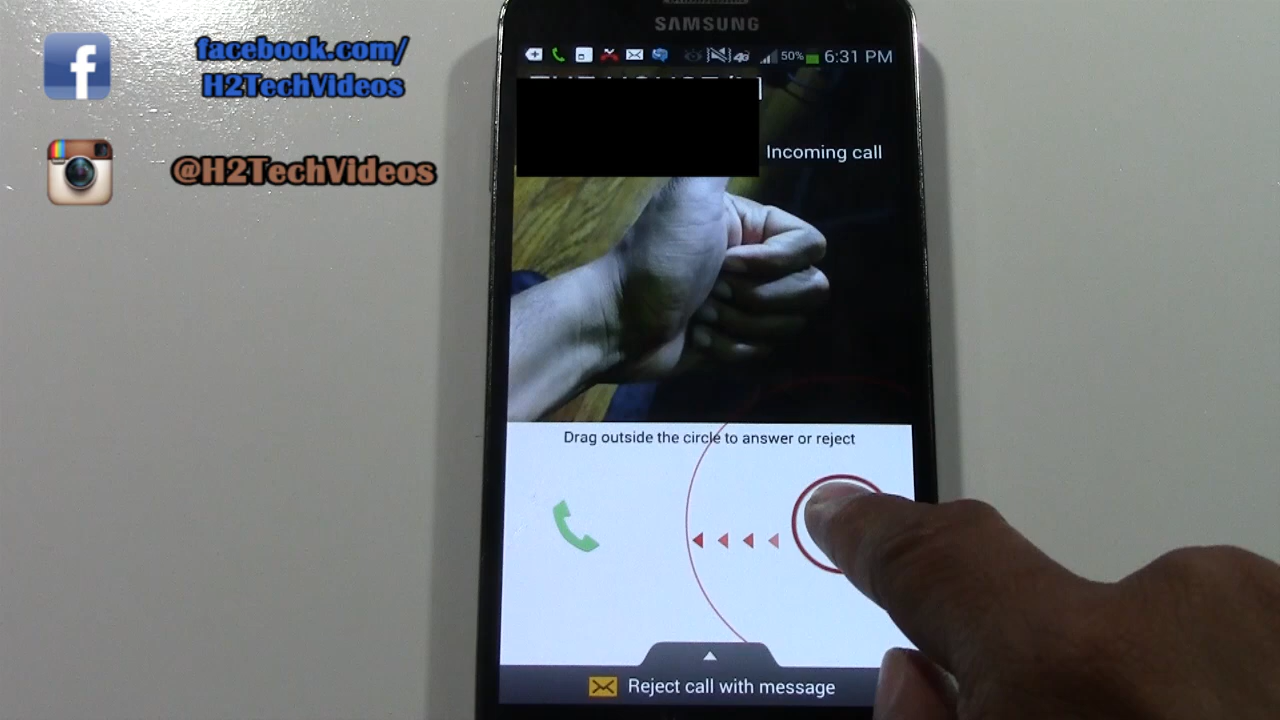 facebook.com/
H2TechVideos
@H2TechVideos
SAMSUNG
4G 50% 6:31 PM
Incoming call
Drag outside the circle to answer or reject
Reject call with message